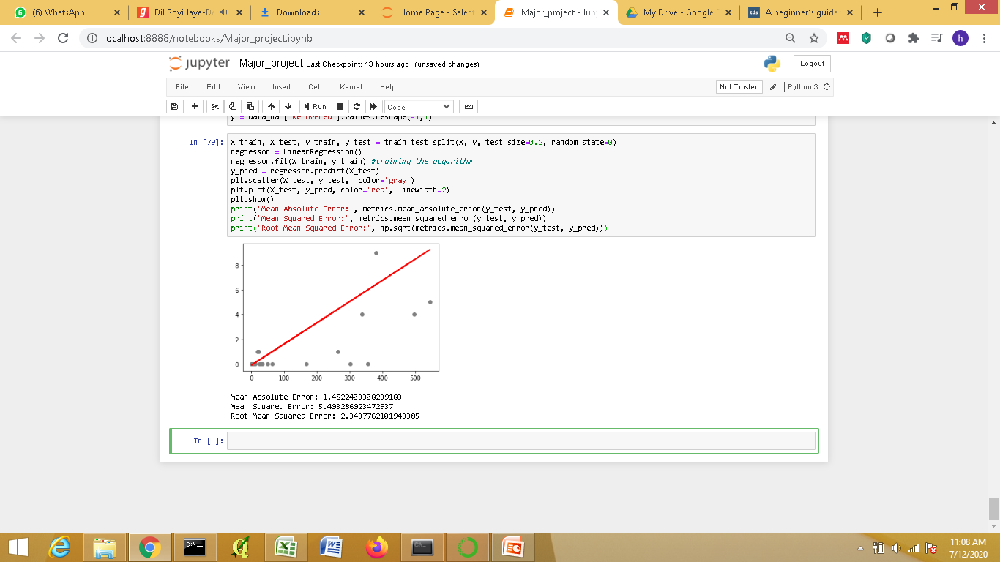 (6) WhatsApp
Dil Royi Jaye-D
Downloads
Home Page - Select
Major_project - Jup
My Drive - Google D
tds
A beginner's guide
localhost:8888/notebooks/Major_project.ipynb
h
jupyter Major_project Last Checkpoint: 13 hours ago (unsaved changes)
Logout
File Edit View Insert Cell Kernel Help
Not Trusted
Python 3
Run
Code
y = data_mar['Recovered'].values.reshape(-1,1)
In [79]:
X_train, X_test, y_train, y_test = train_test_split(X, y, test_size=0.2, random_state=0)
regressor = LinearRegression()
regressor.fit(X_train, y_train) #training the algorithm
y_pred = regressor.predict(X_test)
plt.scatter(X_test, y_test,  color='gray')
plt.plot(X_test, y_pred, color='red', linewidth=2)
plt.show()
print('Mean Absolute Error:', metrics.mean_absolute_error(y_test, y_pred))
print('Mean Squared Error:', metrics.mean_squared_error(y_test, y_pred))
print('Root Mean Squared Error:', np.sqrt(metrics.mean_squared_error(y_test, y_pred)))
8
6
4
2
0
0 100 200 300 400 500
Mean Absolute Error: 1.4822403308239183
Mean Squared Error: 5.493286923472937
Root Mean Squared Error: 2.3437762101943385
In [ ]:
11:08 AM
7/12/2020